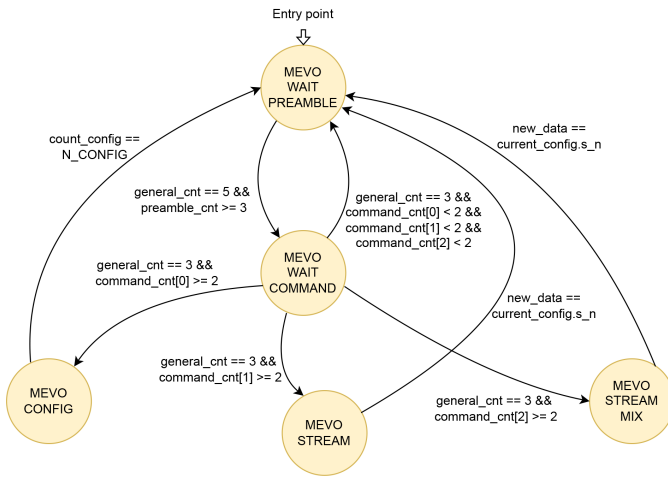 Entry point
MEVO
WAIT
PREAMBLE
count_config ==
N_CONFIG
new_data ==
current_config.s_n
general_cnt == 5 &&
preamble_cnt >= 3
general_cnt == 3 &&
command_cnt[0] < 2 &&
command_cnt[1] < 2 &&
command_cnt[2] < 2
MEVO
WAIT
COMMAND
general_cnt == 3 &&
command_cnt[0] >= 2
new_data ==
current_config.s_n
general_cnt == 3 &&
command_cnt[1] >= 2
MEVO
CONFIG
MEVO
STREAM
general_cnt == 3 &&
command_cnt[2] >= 2
MEVO
STREAM
MIX